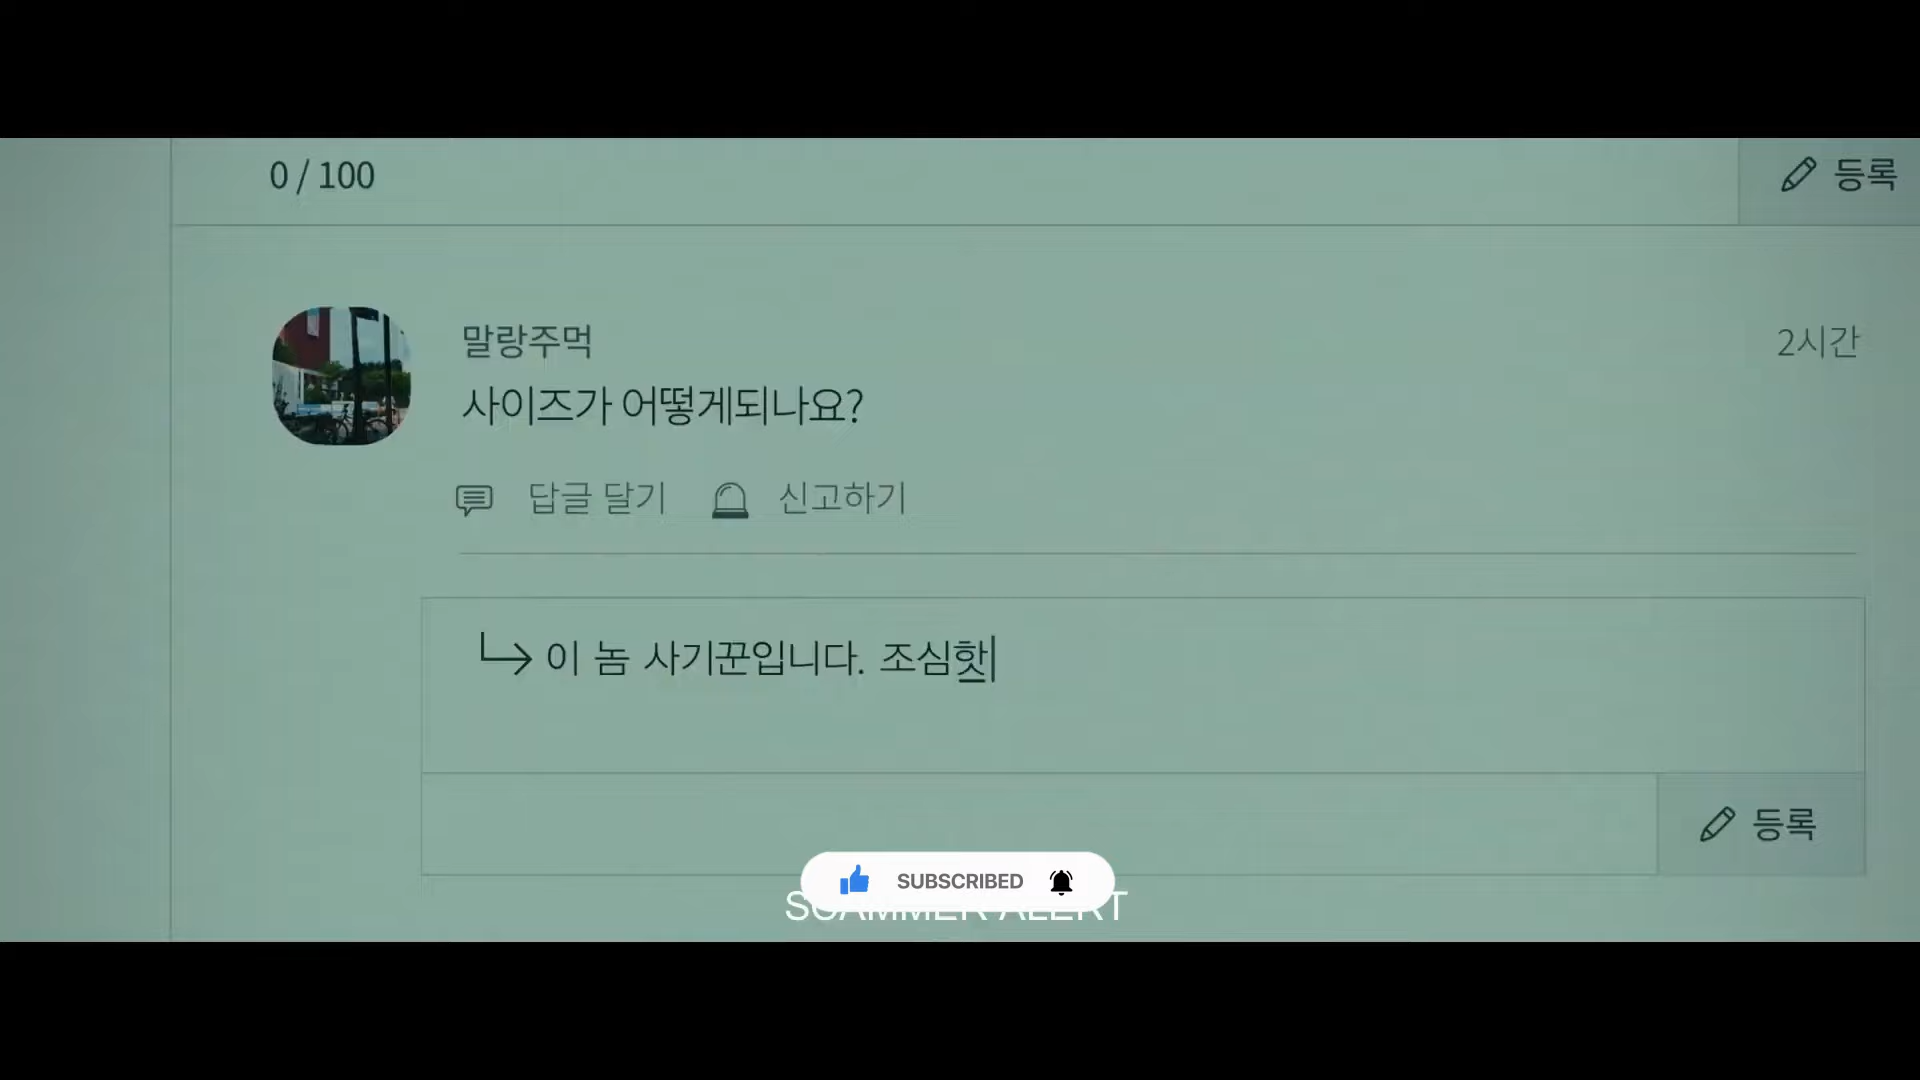 0 / 100
등록
말랑주먹
2시간
사이즈가 어떻게되나요?
답글 달기
신고하기
이 놈 사기꾼입니다. 조심핫
등록
SUBSCRIBED
SCAMMER ALERT